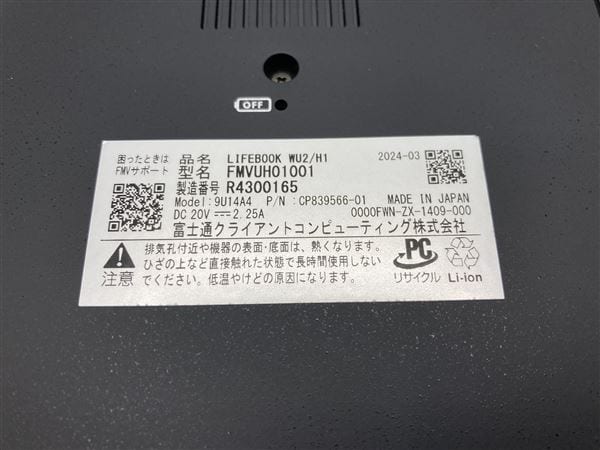 OFF
困ったときは
FMVサポート
品名 LIFEBOOK WU2/H1
2024-03
型名 FMVUH01001
製造番号 R4300165
Model:9U14A4 P/N :CP839566-01 MADE IN JAPAN
DC 20V 2.25A 0000FWN-ZX-1409-000
富士通クライアントコンピューティング株式会社
注意
排気孔付近や機器の表面・底面は、熱くなります。
ひざの上など直接触れた状態で長時間使用しない
でください。低温やけどの原因になります。
PC
リサイクル
Li-ion